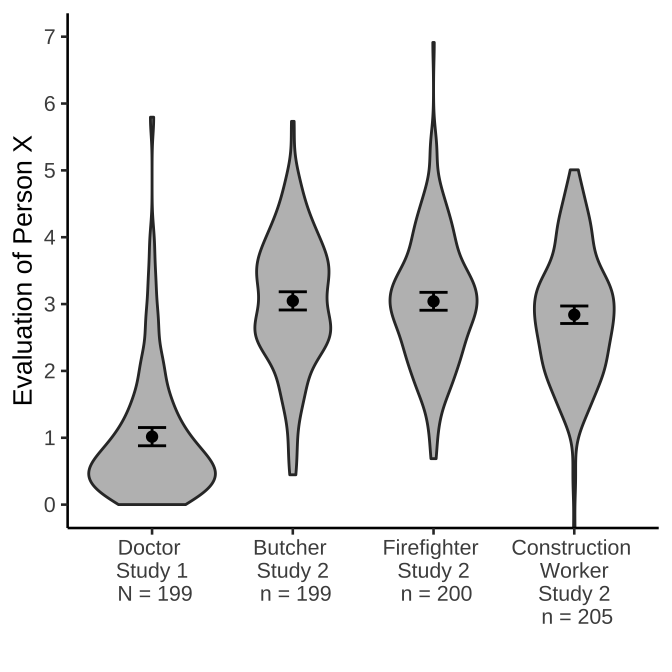 Evaluation of Person X
7
6
5
4
3
2
1
0
Doctor
Study 1
N = 199
Butcher
Study 2
n = 199
Firefighter
Study 2
n = 200
Construction
Worker
Study 2
n = 205